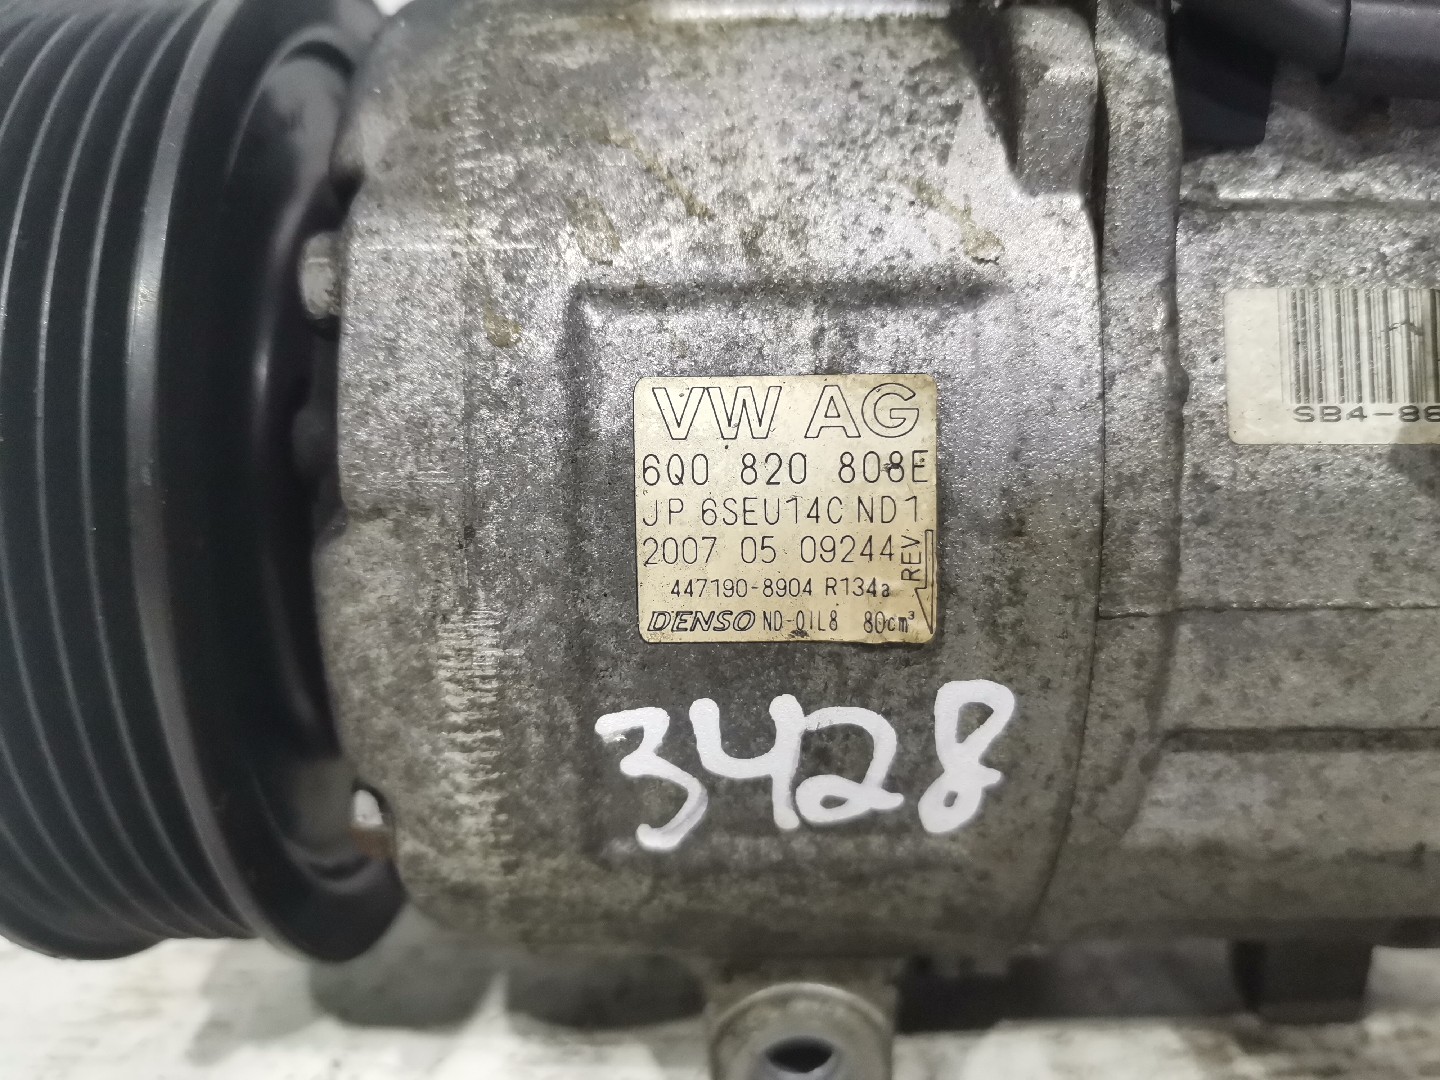 VW AG
6Q0 820 808E
JP 6SEU14C ND1
2007 05 09244
REV
447190-8904 R134a
DENSO ND-OIL8 80cm³
SB4-86
3428